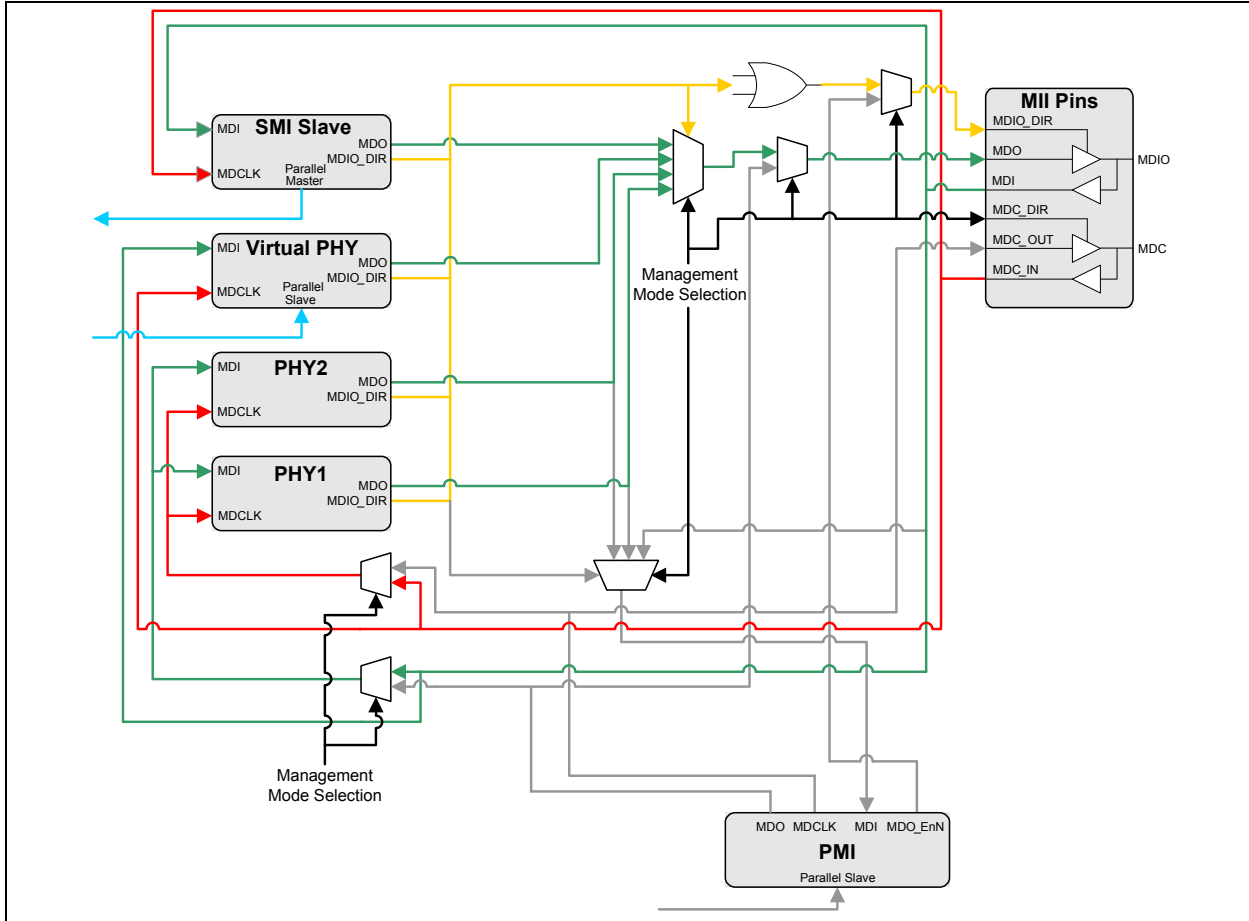 SMI Slave
MDI
MDO
MDIO_DIR
MDCLK
Parallel
Master
Virtual PHY
MDI
MDO
MDIO_DIR
MDCLK
Parallel
Slave
PHY2
MDI
MDO
MDIO_DIR
MDCLK
PHY1
MDI
MDO
MDIO_DIR
MDCLK
Management
Mode Selection
MII Pins
MDIO_DIR
MDO
MDIO
MDI
MDC_DIR
MDC_OUT
MDC
MDC_IN
Management
Mode Selection
MDO MDCLK MDI MDO_EnN
PMI
Parallel Slave